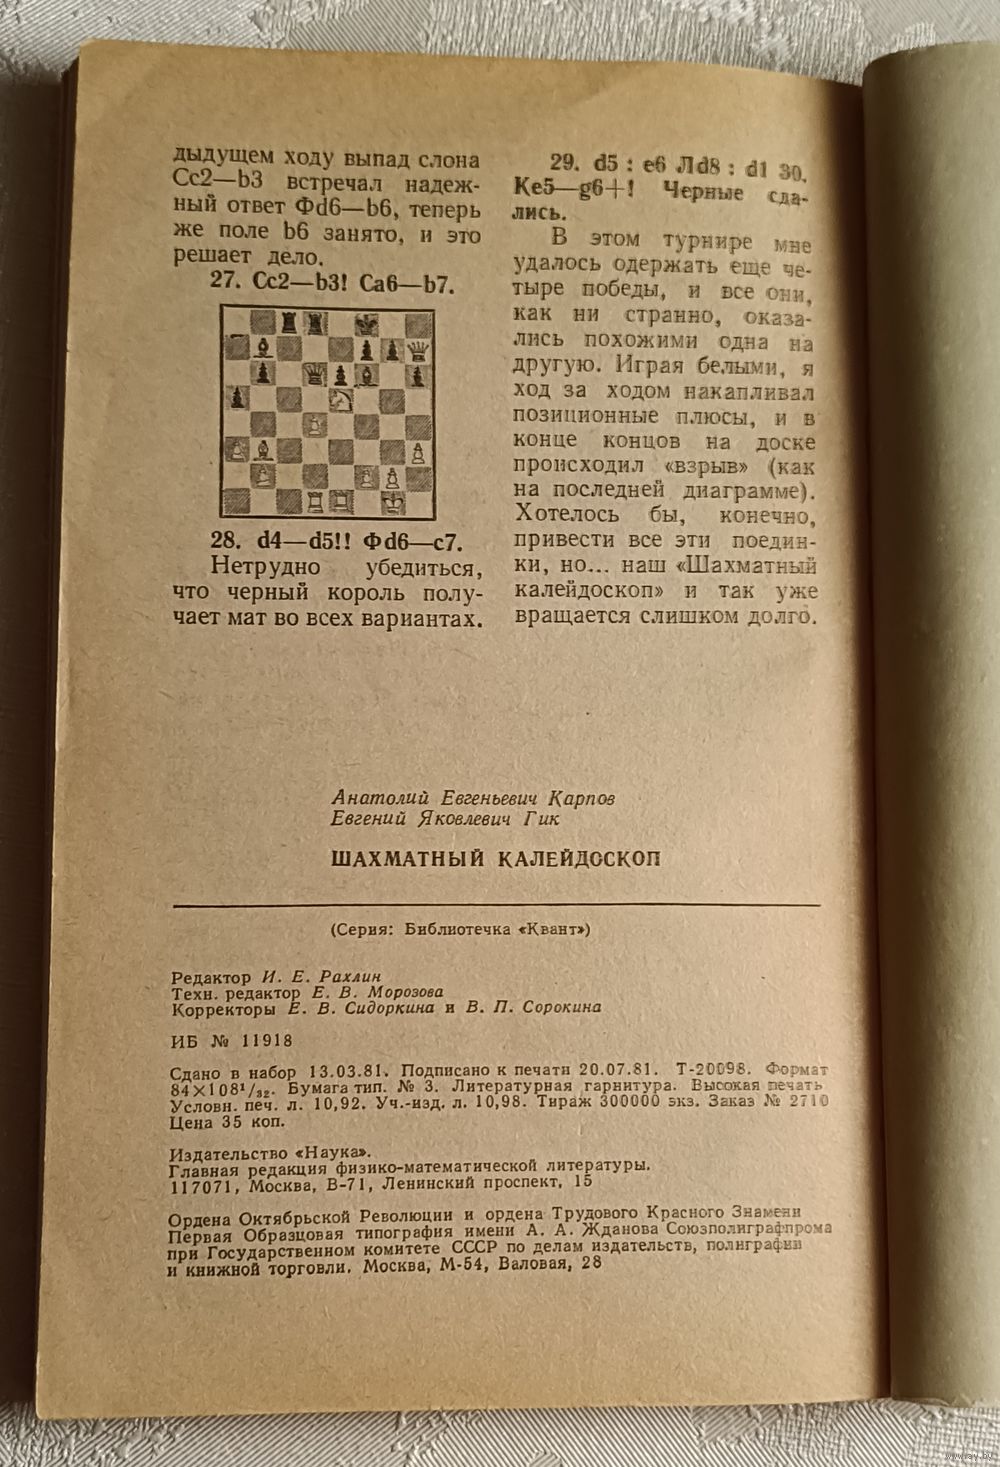 дыдущем ходу выпад слона
Сс2—b3 встречал надеж-
ный ответ Фd6—b6, теперь
же поле b6 занято, и это
решает дело.
27. Сс2—b3! Са6—b7.
28. d4—d5!! Фd6—c7.
Нетрудно убедиться,
что черный король полу-
чает мат во всех вариантах.
29. d5 : e6 Лd8 : d1 30.
Ке5—g6+! Черные сда-
лись.
В этом турнире мне
удалось одержать еще че-
тыре победы, и все они,
как ни странно, оказа-
лись похожими одна на
другую. Играя белыми, я
ход за ходом накапливал
позиционные плюсы, и в
конце концов на доске
происходил «взрыв» (как
на последней диаграмме).
Хотелось бы, конечно,
привести все эти поедин-
ки, но... наш «Шахматный
калейдоскоп» и так уже
вращается слишком долго.
Анатолий Евгеньевич Карпов
Евгений Яковлевич Гик
ШАХМАТНЫЙ КАЛЕЙДОСКОП
(Серия: Библиотечка «Квант»)
Редактор И. Е. Рахлин
Техн. редактор Е. В. Морозова
Корректоры Е. В. Сидоркина и В. П. Сорокина
ИБ № 11918
Сдано в набор 13.03.81. Подписано к печати 20.07.81. Т-20098. Формат
84×108¹/₃₂. Бумага тип. № 3. Литературная гарнитура. Высокая печать
Условн. печ. л. 10,92. Уч.-изд. л. 10,98. Тираж 300000 экз. Заказ № 2710
Цена 35 коп.
Издательство «Наука».
Главная редакция физико-математической литературы.
117071, Москва, В-71, Ленинский проспект, 15
Ордена Октябрьской Революции и ордена Трудового Красного Знамени
Первая Образцовая типография имени А. А. Жданова Союзполиграфпрома
при Государственном комитете СССР по делам издательств, полиграфии
и книжной торговли. Москва, М-54, Валовая, 28